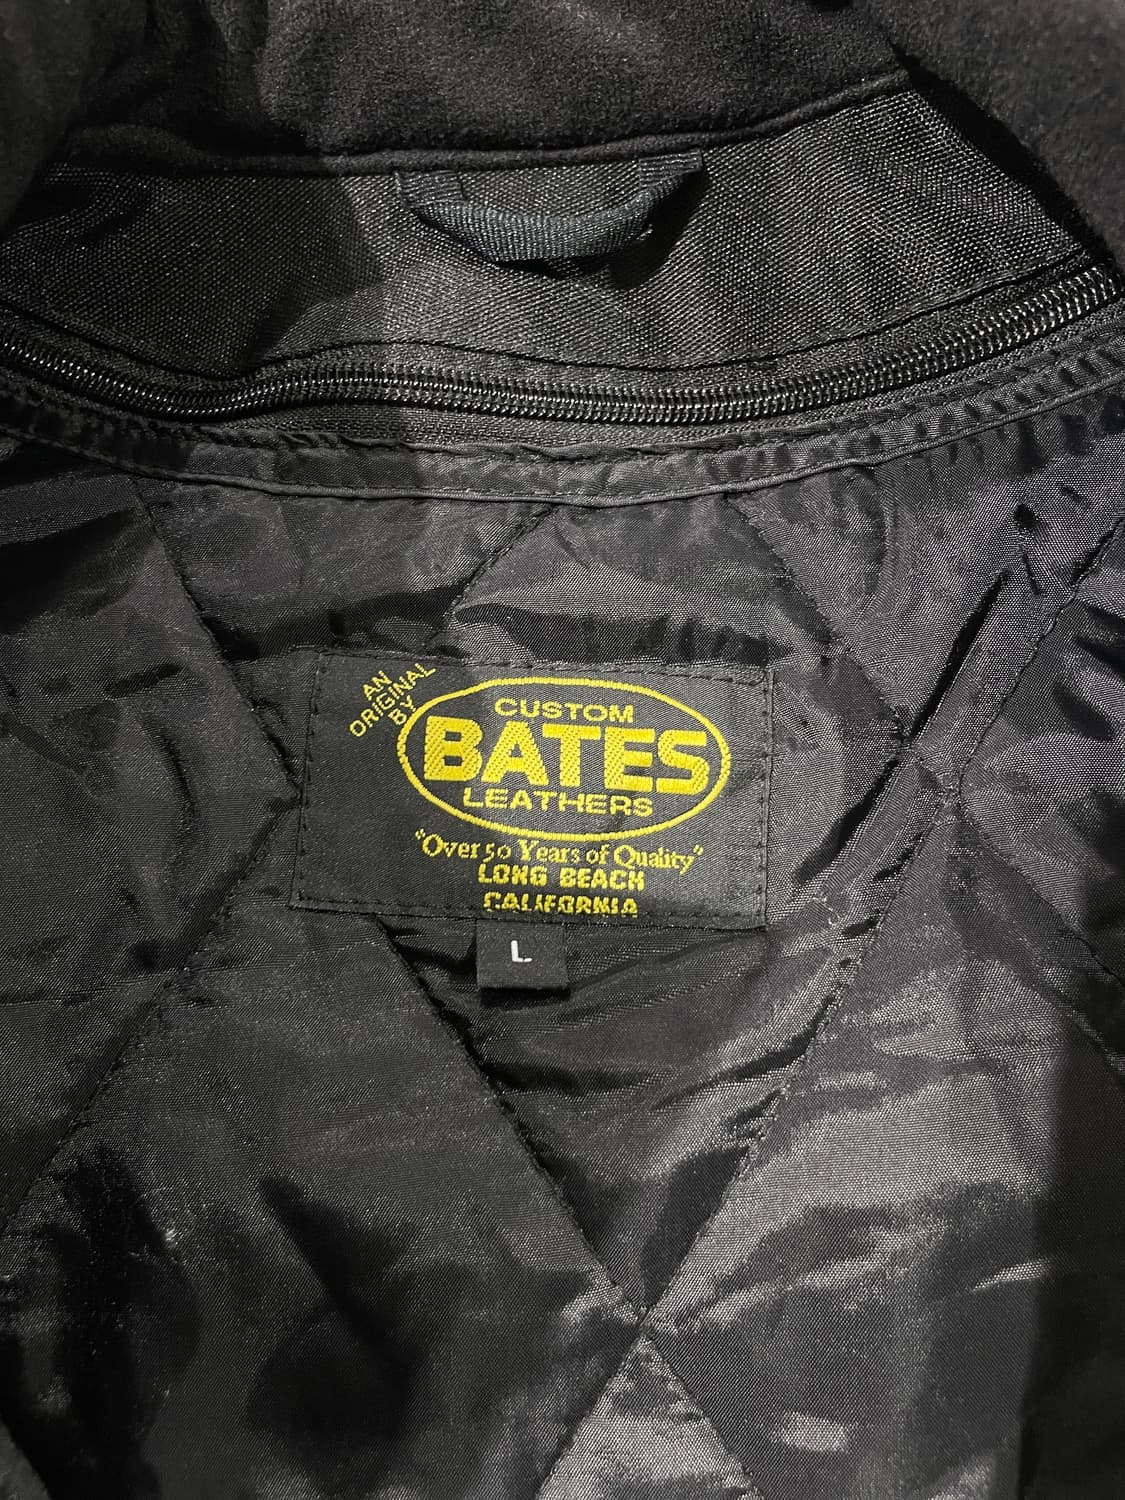 AN
ORIGINAL
BY
CUSTOM
BATES
LEATHERS
"Over 50 Years of Quality"
LONG BEACH
CALIFORNIA
L